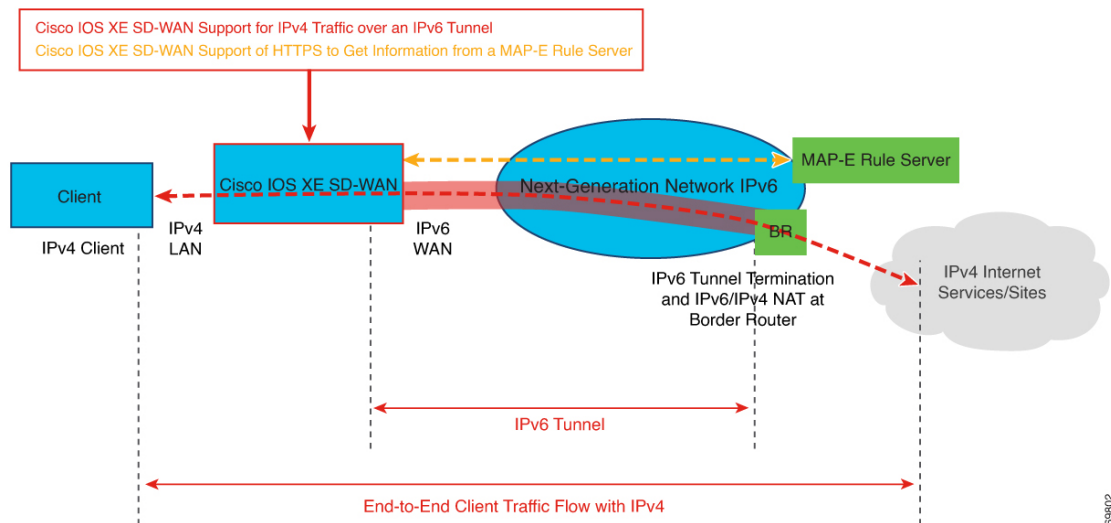 Cisco IOS XE SD-WAN Support for IPv4 Traffic over an IPv6 Tunnel
Cisco IOS XE SD-WAN Support of HTTPS to Get Information from a MAP-E Rule Server
MAP-E Rule Server
Client
Cisco IOS XE SD-WAN
Next-Generation Network IPv6
IPv4 Client
IPv4
LAN
IPv6
WAN
BR
IPv6 Tunnel Termination
and IPv6/IPv4 NAT at
Border Router
IPv4 Internet
Services/Sites
IPv6 Tunnel
End-to-End Client Traffic Flow with IPv4